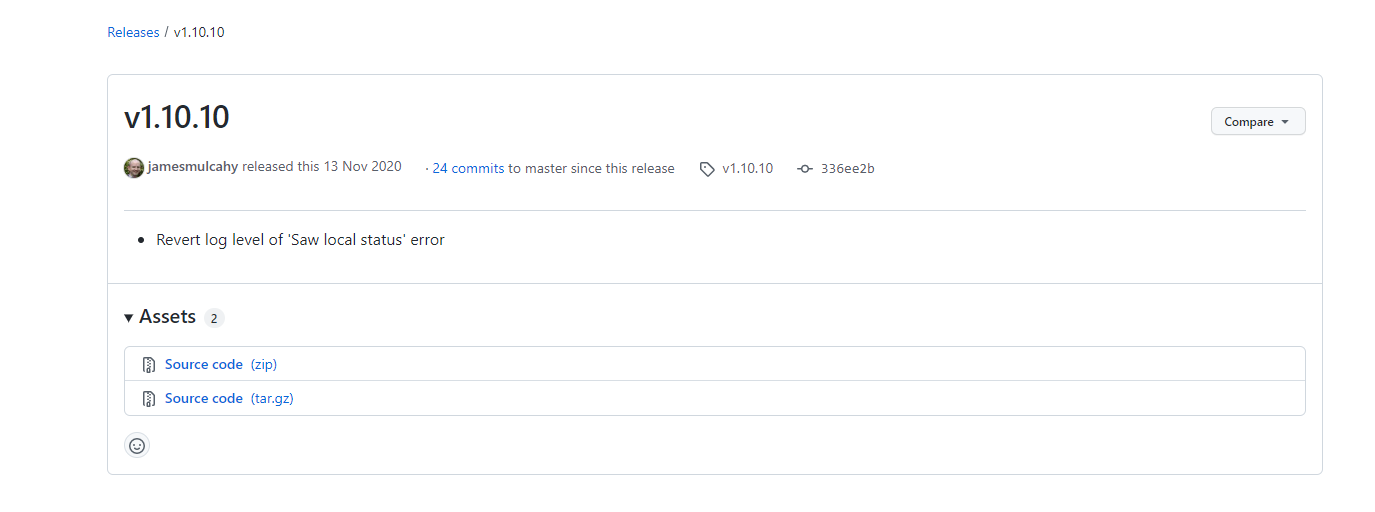 Releases / v1.10.10
v1.10.10
Compare
jamesmulcahy released this 13 Nov 2020 · 24 commits to master since this release v1.10.10 336ee2b
• Revert log level of 'Saw local status' error
Assets 2
Source code (zip)
Source code (tar.gz)